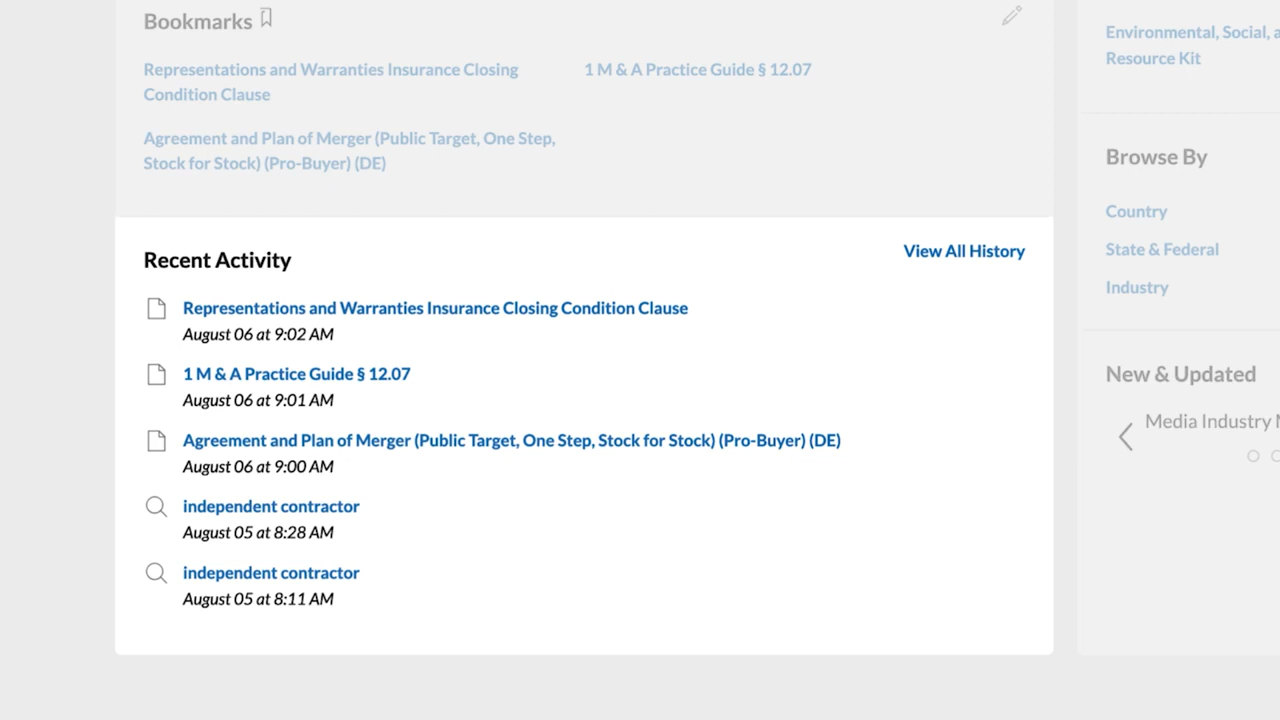 Bookmarks
Representations and Warranties Insurance Closing
Condition Clause
1 M & A Practice Guide § 12.07
Agreement and Plan of Merger (Public Target, One Step,
Stock for Stock) (Pro-Buyer) (DE)
Recent Activity
View All History
Representations and Warranties Insurance Closing Condition Clause
August 06 at 9:02 AM
1 M & A Practice Guide § 12.07
August 06 at 9:01 AM
Agreement and Plan of Merger (Public Target, One Step, Stock for Stock) (Pro-Buyer) (DE)
August 06 at 9:00 AM
independent contractor
August 05 at 8:28 AM
independent contractor
August 05 at 8:11 AM
Environmental, Social,
Resource Kit
Browse By
Country
State & Federal
Industry
New & Updated
Media Industry